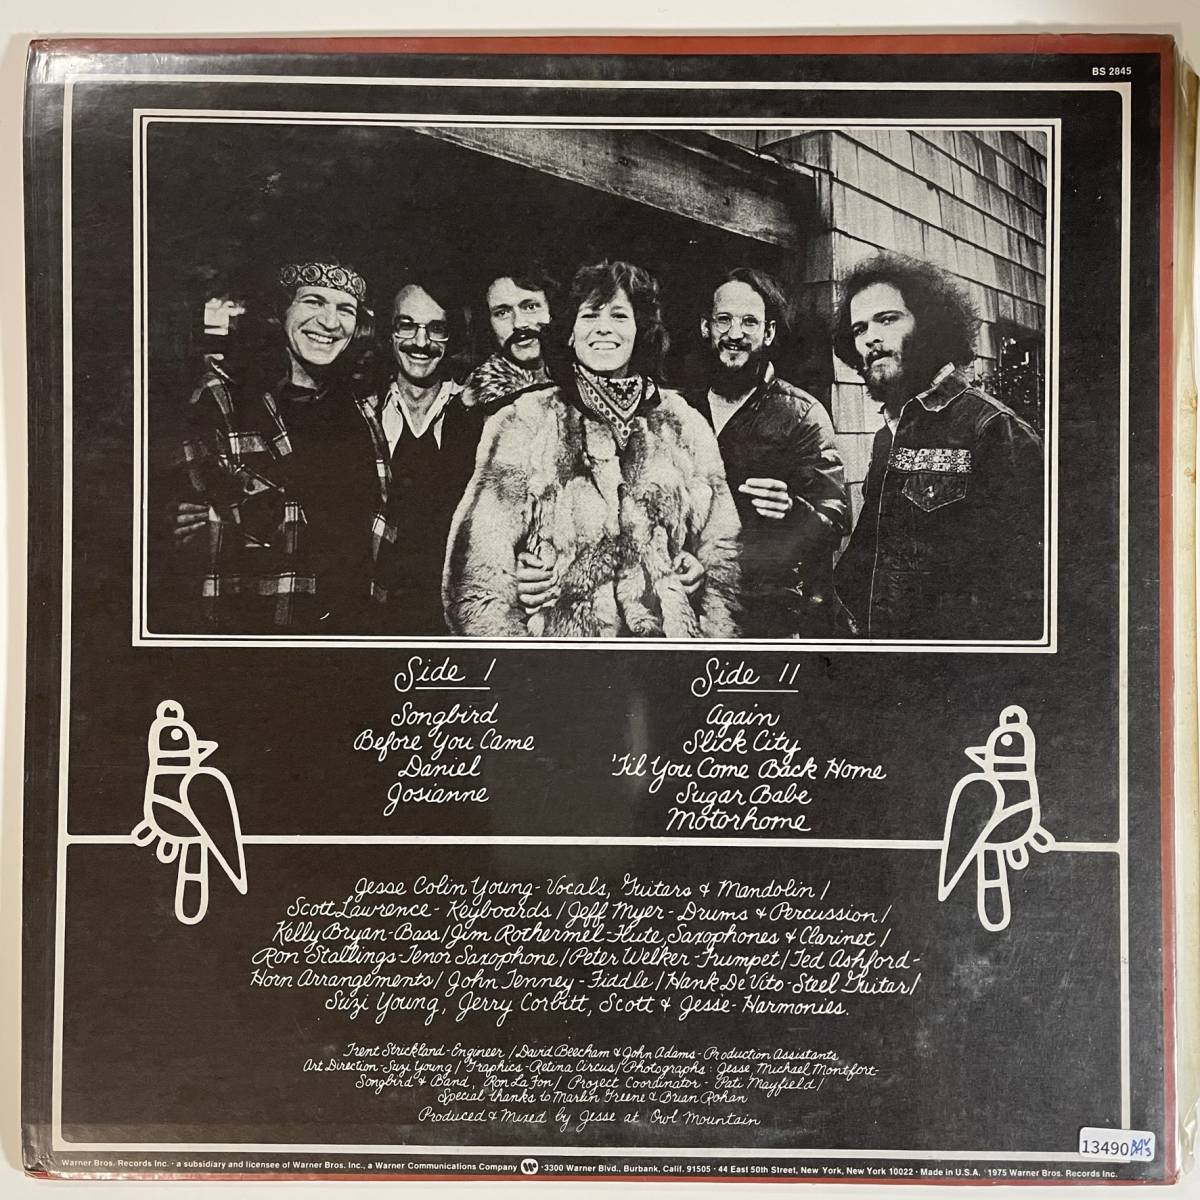 BS 2845
Side I
Songbird
Before You Came
Daniel
Josianne
Side II
Again
Slick City
'Til You Come Back Home
Sugar Babe
Motorhome
Jesse Colin Young - Vocals, Guitars & Mandolin /
Scott Lawrence - Keyboards / Jeff Myer - Drums & Percussion /
Kelly Bryan - Bass / Jim Rothermel - Flute, Saxophones & Clarinet /
Ron Stallings - Tenor Saxophone / Peter Welker - Trumpet / Ted Ashford -
Horn Arrangements / John Tenney - Fiddle / Hank De Vito - Steel Guitar /
Suzi Young, Jerry Corbitt, Scott & Jesse - Harmonies.
Trent Strickland - Engineer / David Beecham & John Adams - Production Assistants
Art Direction - Suzi Young / Graphics - Retina Circus / Photographs: Jesse, Michael Montfort -
Songbird & Band, Ron La Fon / Project Coordinator - Pati Mayfield /
Special thanks to Marlin Greene & Brian Rohan
Produced & Mixed by Jesse at Owl Mountain
13490
Warner Bros. Records Inc. · a subsidiary and licensee of Warner Bros. Inc., a Warner Communications Company · 3300 Warner Blvd., Burbank, Calif. 91505 · 44 East 50th Street, New York, New York 10022 · Made in U.S.A. 1975 Warner Bros. Records Inc.